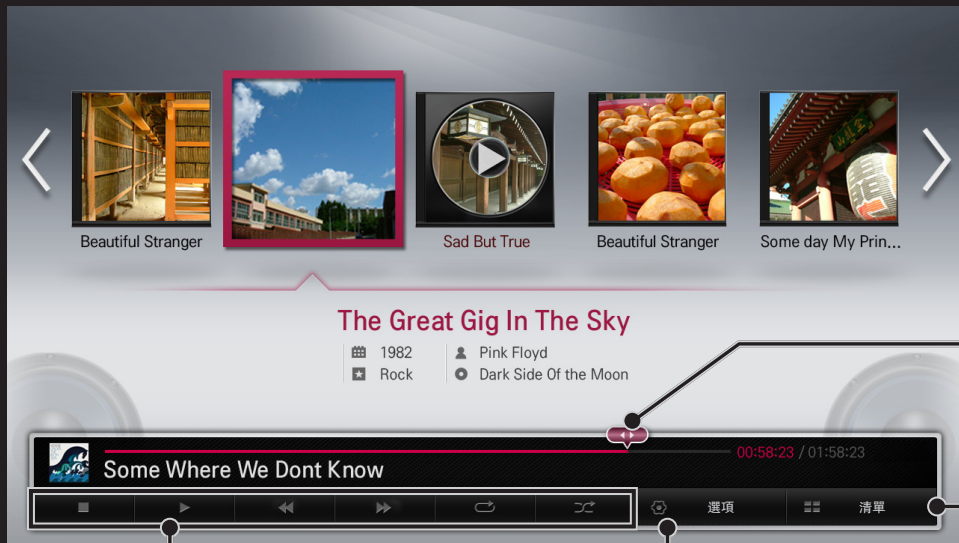 Beautiful Stranger
Sad But True
Beautiful Stranger
Some day My Prin...
The Great Gig In The Sky
1982
Pink Floyd
Rock
Dark Side Of the Moon
00:58:23 / 01:58:23
Some Where We Dont Know
選項
清單